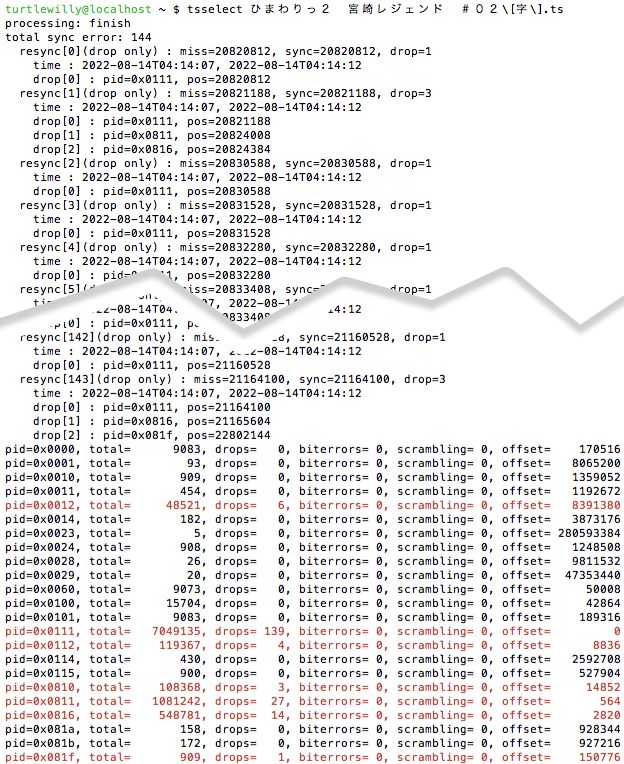 turtlewilly@localhost ~ $ tsselect ひまわりっ２　宮崎レジェンド　＃０２\[字\].ts
processing: finish
total sync error: 144
  resync[0](drop only) : miss=20820812, sync=20820812, drop=1
    time : 2022-08-14T04:14:07, 2022-08-14T04:14:12
    drop[0] : pid=0x0111, pos=20820812
  resync[1](drop only) : miss=20821188, sync=20821188, drop=3
    time : 2022-08-14T04:14:07, 2022-08-14T04:14:12
    drop[0] : pid=0x0111, pos=20821188
    drop[1] : pid=0x0811, pos=20824008
    drop[2] : pid=0x0816, pos=20824384
  resync[2](drop only) : miss=20830588, sync=20830588, drop=1
    time : 2022-08-14T04:14:07, 2022-08-14T04:14:12
    drop[0] : pid=0x0111, pos=20830588
  resync[3](drop only) : miss=20831528, sync=20831528, drop=1
    time : 2022-08-14T04:14:07, 2022-08-14T04:14:12
    drop[0] : pid=0x0111, pos=20831528
  resync[4](drop only) : miss=20832280, sync=20832280, drop=1
    time : 2022-08-14T04:14:07, 2022-08-14T04:14:12
    drop[0] : pos=20832280
  resync[5](drop only) : miss=20833408, drop=1
    drop[0] : pid=0x0111,
  resync[142](drop only) : sync=21160528, drop=1
    time : 2022-08-14T04:14:07, 2022-08-14T04:14:12
    drop[0] : pid=0x0111, pos=21160528
  resync[143](drop only) : miss=21164100, sync=21164100, drop=3
    time : 2022-08-14T04:14:07, 2022-08-14T04:14:12
    drop[0] : pid=0x0111, pos=21164100
    drop[1] : pid=0x0816, pos=21165604
    drop[2] : pid=0x081f, pos=22802144
pid=0x0000, total=     9083, drops=   0, biterrors= 0, scrambling= 0, offset=    170516
pid=0x0001, total=       93, drops=   0, biterrors= 0, scrambling= 0, offset=   8065200
pid=0x0010, total=      909, drops=   0, biterrors= 0, scrambling= 0, offset=   1359052
pid=0x0011, total=      454, drops=   0, biterrors= 0, scrambling= 0, offset=   1192672
pid=0x0012, total=    48521, drops=   6, biterrors= 0, scrambling= 0, offset=   8391380
pid=0x0014, total=      182, drops=   0, biterrors= 0, scrambling= 0, offset=   3873176
pid=0x0023, total=        5, drops=   0, biterrors= 0, scrambling= 0, offset= 280593384
pid=0x0024, total=      908, drops=   0, biterrors= 0, scrambling= 0, offset=   1248508
pid=0x0028, total=       26, drops=   0, biterrors= 0, scrambling= 0, offset=   9811532
pid=0x0029, total=       20, drops=   0, biterrors= 0, scrambling= 0, offset=  47353440
pid=0x0060, total=     9073, drops=   0, biterrors= 0, scrambling= 0, offset=     50008
pid=0x0100, total=    15704, drops=   0, biterrors= 0, scrambling= 0, offset=     42864
pid=0x0101, total=     9083, drops=   0, biterrors= 0, scrambling= 0, offset=    189316
pid=0x0111, total=  7049135, drops= 139, biterrors= 0, scrambling= 0, offset=         0
pid=0x0112, total=   119367, drops=   4, biterrors= 0, scrambling= 0, offset=      8836
pid=0x0114, total=      430, drops=   0, biterrors= 0, scrambling= 0, offset=   2592708
pid=0x0115, total=      900, drops=   0, biterrors= 0, scrambling= 0, offset=    527904
pid=0x0810, total=   108368, drops=   3, biterrors= 0, scrambling= 0, offset=     14852
pid=0x0811, total=  1081242, drops=  27, biterrors= 0, scrambling= 0, offset=       564
pid=0x0816, total=   548781, drops=  14, biterrors= 0, scrambling= 0, offset=      2820
pid=0x081a, total=      158, drops=   0, biterrors= 0, scrambling= 0, offset=    928344
pid=0x081b, total=      172, drops=   0, biterrors= 0, scrambling= 0, offset=    927216
pid=0x081f, total=      909, drops=   1, biterrors= 0, scrambling= 0, offset=    150776